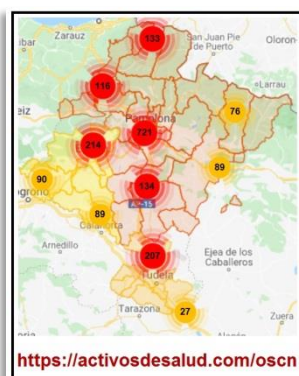 Zarauz
133
San Juan Pie
de Puerto
Oloron-
116
76
Larrau
Pamplona
721
214
134
89
90
89
Calahorra
Arnedillo
207
Tudela
Ejea de los
Caballeros
Tarazona
27
Zuera
https://activosdesalud.com/oscn